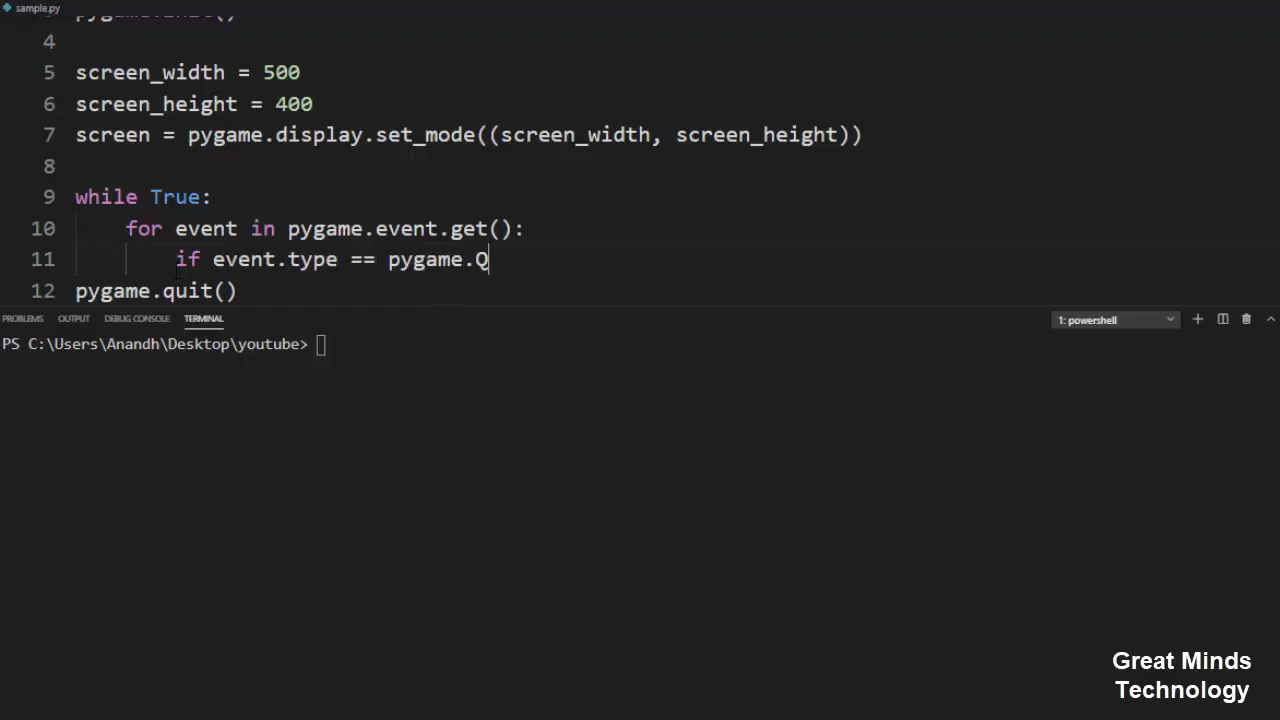 sample.py
4
5 screen_width = 500
6 screen_height = 400
7 screen = pygame.display.set_mode((screen_width, screen_height))
8
9 while True:
10 for event in pygame.event.get():
11 if event.type == pygame.Q
12 pygame.quit()
PROBLEMS OUTPUT DEBUG CONSOLE TERMINAL 1: powershell
PS C:\Users\Anandh\Desktop\youtube>
Great Minds
Technology